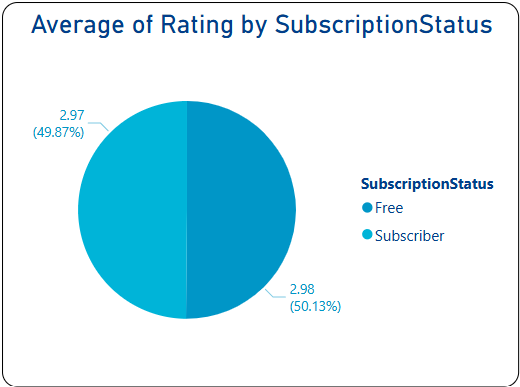 Average of Rating by SubscriptionStatus
2.97
(49.87%)
SubscriptionStatus
Free
Subscriber
2.98
(50.13%)